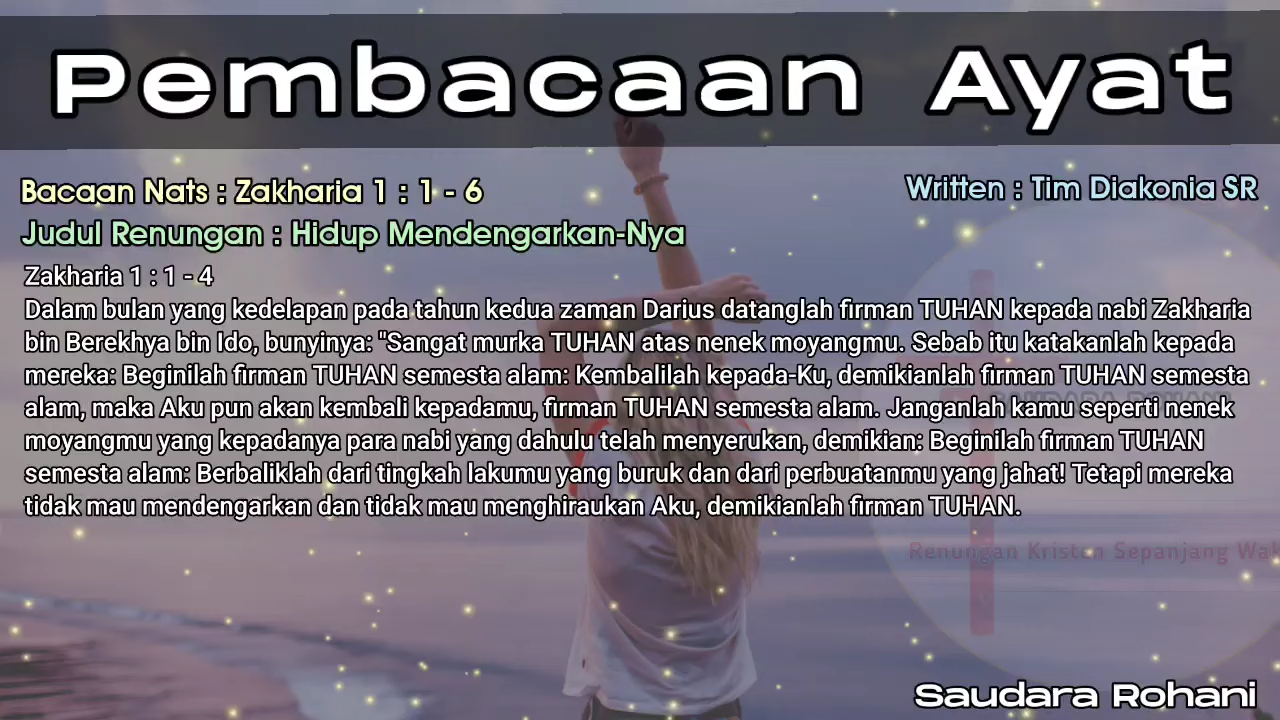 Pembacaan Ayat
Bacaan Nats : Zakharia 1 : 1 - 6
Written : Tim Diakonia SR
Judul Renungan : Hidup Mendengarkan-Nya
Zakharia 1 : 1 - 4
Dalam bulan yang kedelapan pada tahun kedua zaman Darius datanglah firman TUHAN kepada nabi Zakharia
bin Berekhya bin Ido, bunyinya: "Sangat murka TUHAN atas nenek moyangmu. Sebab itu katakanlah kepada
mereka: Beginilah firman TUHAN semesta alam: Kembalilah kepada-Ku, demikianlah firman TUHAN semesta
alam, maka Aku pun akan kembali kepadamu, firman TUHAN semesta alam. Janganlah kamu seperti nenek
moyangmu yang kepadanya para nabi yang dahulu telah menyerukan, demikian: Beginilah firman TUHAN
semesta alam: Berbaliklah dari tingkah lakumu yang buruk dan dari perbuatanmu yang jahat! Tetapi mereka
tidak mau mendengarkan dan tidak mau menghiraukan Aku, demikianlah firman TUHAN.
Renungan Kristen Sepanjang
Saudara Rohani